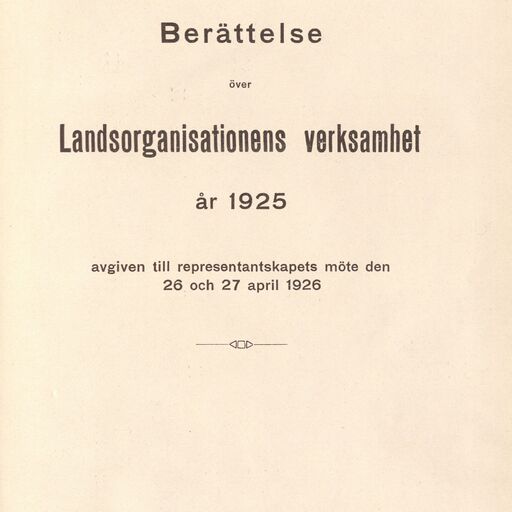 Berättelse
över
Landsorganisationens verksamhet
år 1925
avgiven till representantskapets möte den
26 och 27 april 1926